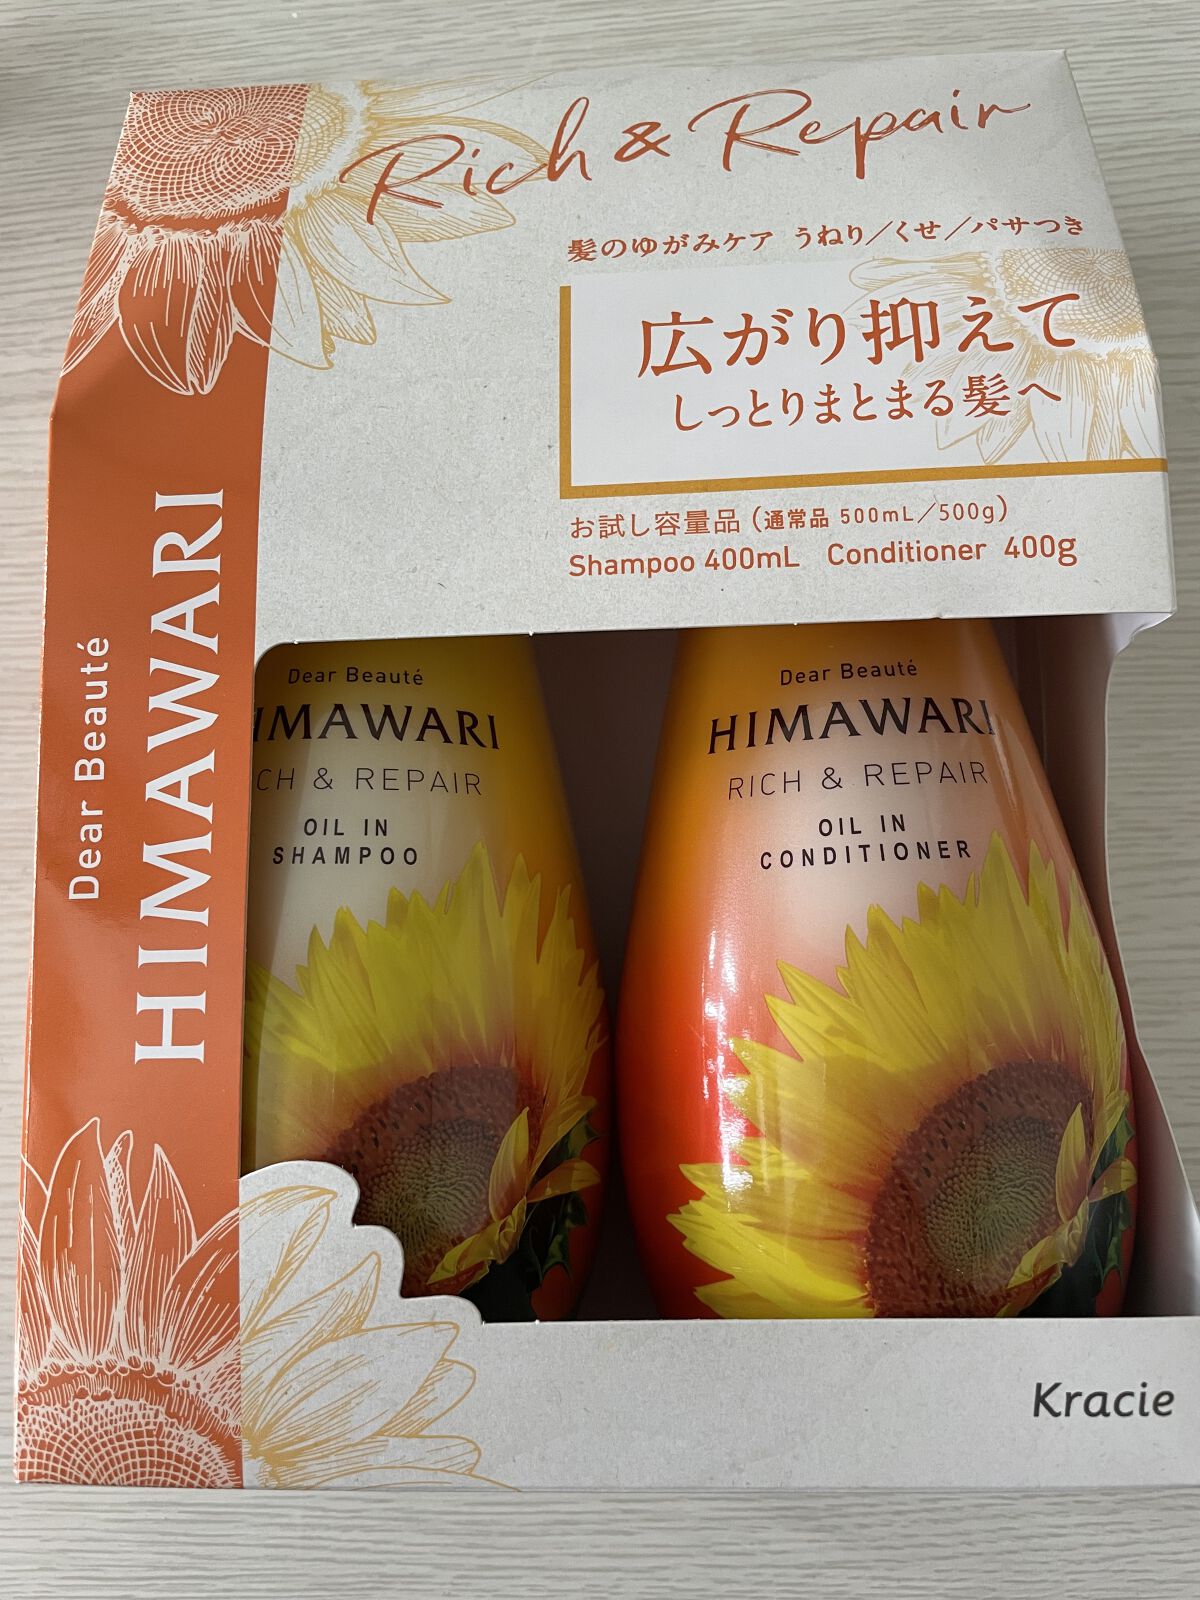 Rich & Repair
髪のゆがみケア うねり/くせ/パサつき
広がり抑えて
しっとりまとまる髪へ
お試し容量品 (通常品 500mL/500g)
Shampoo 400mL Conditioner 400g
Dear Beauté
HIMAWARI
Dear Beauté
IMAWARI
CH & REPAIR
OIL IN
SHAMPOO
Dear Beauté
HIMAWARI
RICH & REPAIR
OIL IN
CONDITIONER
Kracie